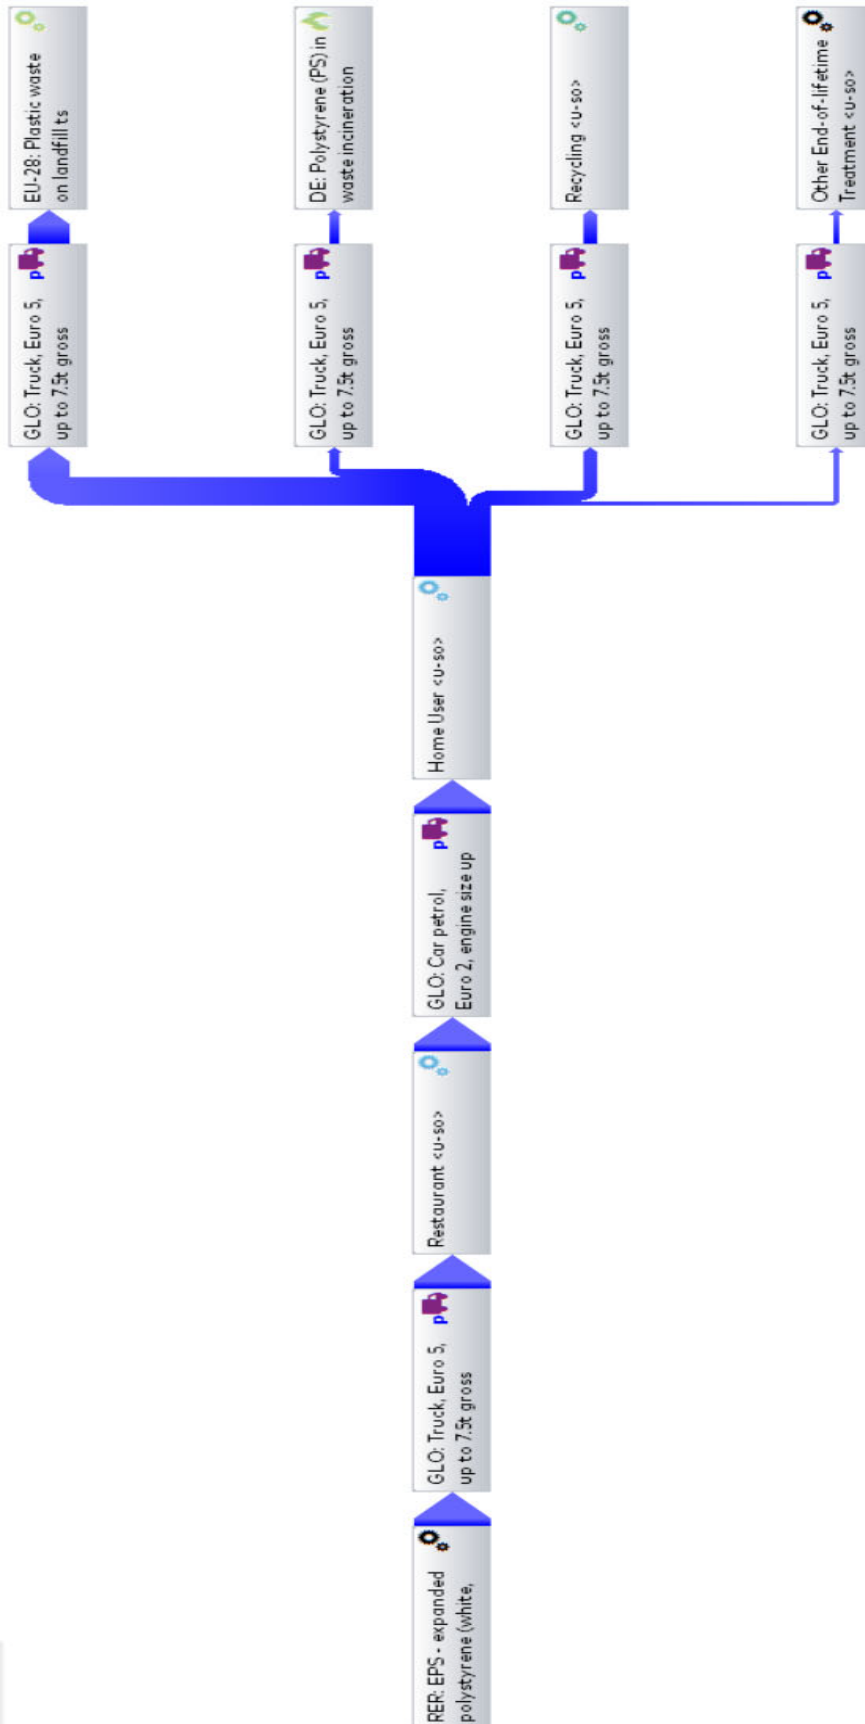 RER: EPS - expanded
polystyrene (white,
GLO: Truck, Euro 5,
up to 7.5t gross
p
Restaurant <u-so>
GLO: Car petrol,
Euro 2, engine size up
p
Home User <u-so>
GLO: Truck, Euro 5,
up to 7.5t gross
p
EU-28: Plastic waste
on landfill ts
GLO: Truck, Euro 5,
up to 7.5t gross
p
DE: Polystyrene (PS) in
waste incineration
GLO: Truck, Euro 5,
up to 7.5t gross
p
Recycling <u-so>
GLO: Truck, Euro 5,
up to 7.5t gross
p
Other End-of-lifetime
Treatment <u-so>